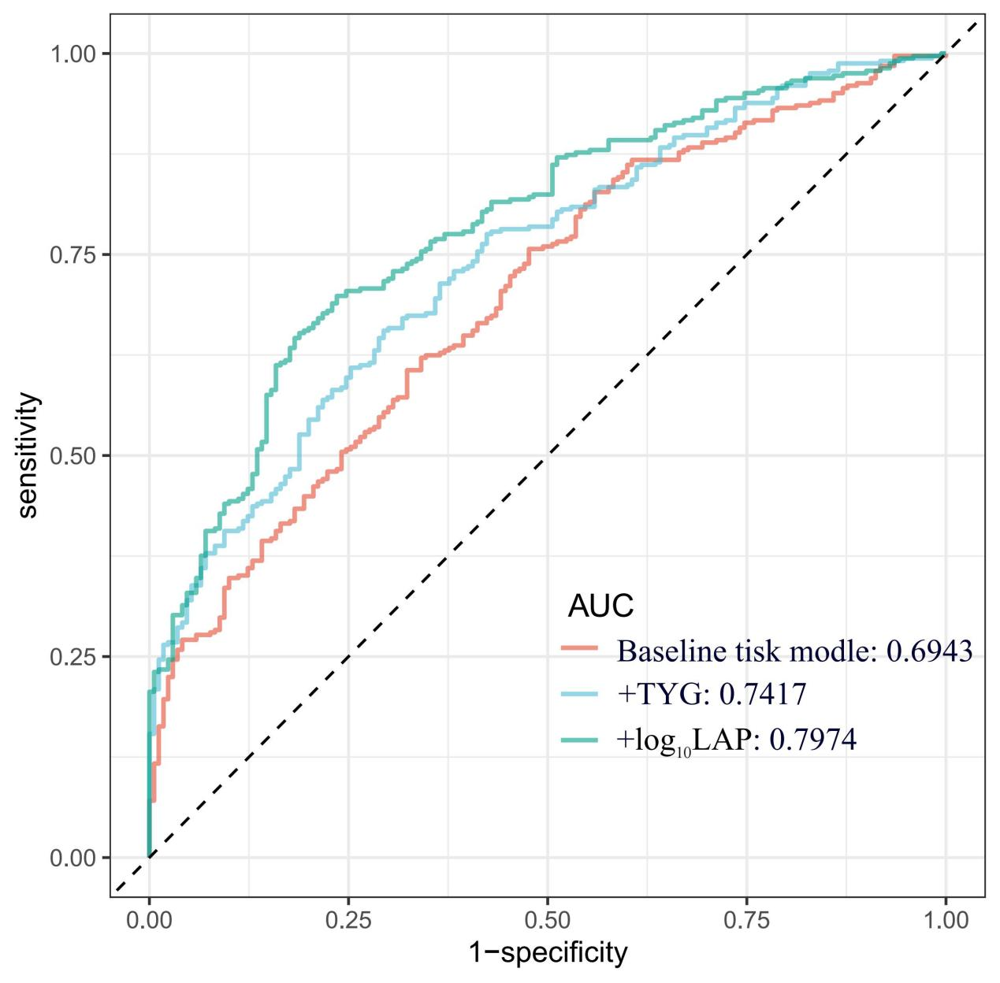 1.00
0.75
0.50
0.25
0.00
sensitivity
AUC
Baseline tisk modle: 0.6943
+TYG: 0.7417
+log₁₀LAP: 0.7974
0.00 0.25 0.50 0.75 1.00
1−specificity